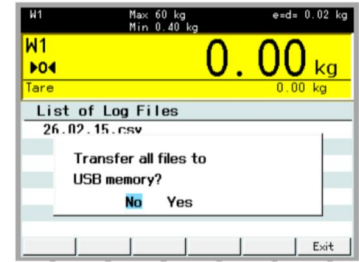 W1 Max 60 kg e=d= 0.02 kg
Min 0.40 kg
W1
0.00 kg
▸0◂
Tare 0.00 kg
List of Log Files
26.02.15.csv
Transfer all files to
USB memory?
No Yes
Exit